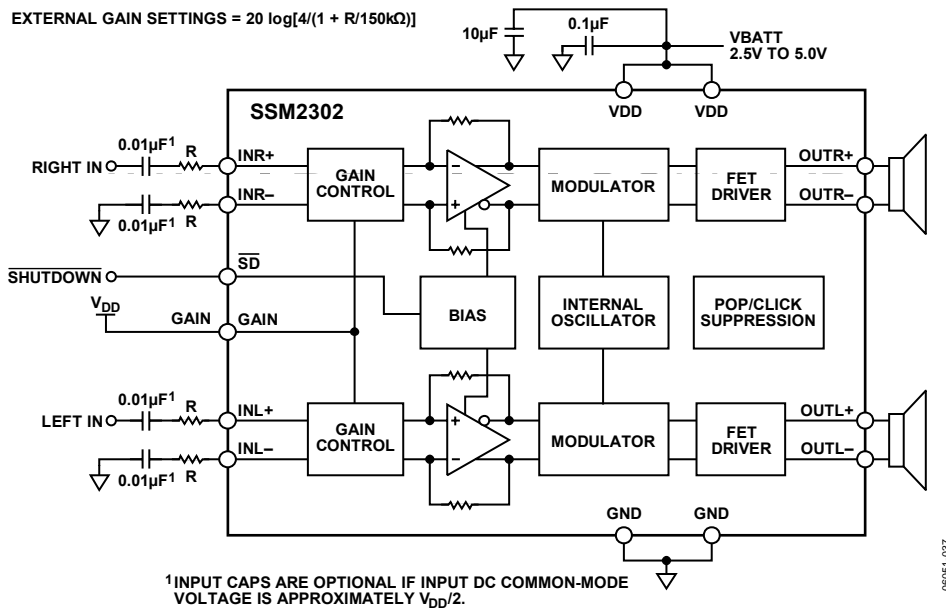 EXTERNAL GAIN SETTINGS = 20 log[4/(1 + R/150kΩ)]
10µF
0.1µF
VBATT
2.5V TO 5.0V
VDD
VDD
SSM2302
0.01µF¹
R
RIGHT IN
INR+
GAIN
CONTROL
MODULATOR
FET
DRIVER
OUTR+
INR–
OUTR–
0.01µF¹
R
−
+
SHUTDOWN
SD
BIAS
INTERNAL
OSCILLATOR
POP/CLICK
SUPPRESSION
VDD
GAIN
GAIN
0.01µF¹
R
LEFT IN
INL+
GAIN
CONTROL
MODULATOR
FET
DRIVER
OUTL+
INL–
OUTL–
0.01µF¹
R
+
−
GND
GND
¹INPUT CAPS ARE OPTIONAL IF INPUT DC COMMON-MODE
VOLTAGE IS APPROXIMATELY VDD/2.
06051-037